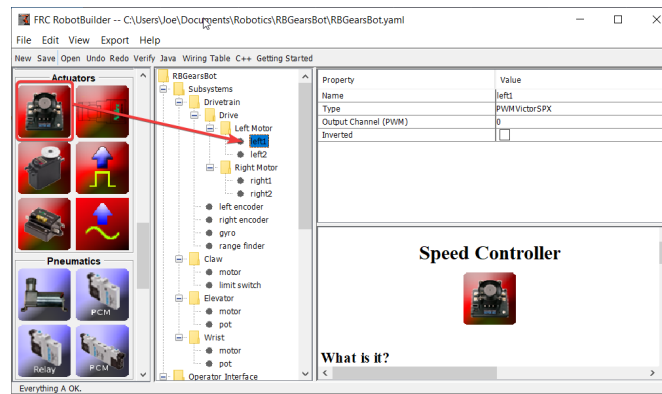 FRC RobotBuilder -- C:\Users\Joe\Documents\Robotics\RBGearsBot\RBGearsBot.yaml
File Edit View Export Help
New Save Open Undo Redo Verify Java Wiring Table C++ Getting Started
Actuators
Pneumatics
PCM
Relay
PCM
RBGearsBot
Subsystems
Drivetrain
Drive
Left Motor
left1
left2
Right Motor
right1
right2
left encoder
right encoder
gyro
range finder
Claw
motor
limit switch
Elevator
motor
pot
Wrist
motor
pot
Operator Interface
Property Value
Name left1
Type PWMVictorSPX
Output Channel (PWM) 0
Inverted
Speed Controller
What is it?
Everything A OK.